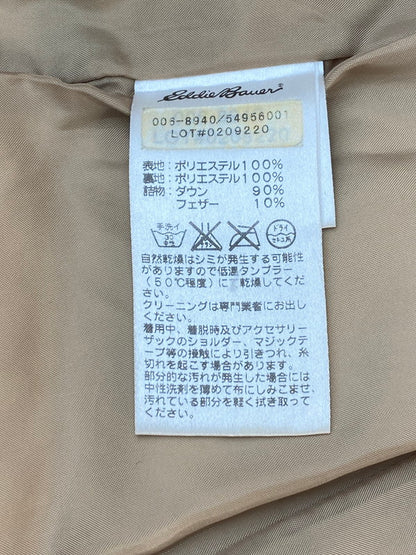 Eddie Bauer®
006-8940/54956001
LOT#0209220
表地: ポリエステル100%
裏地: ポリエステル100%
詰物: ダウン 90%
フェザー 10%
手洗イ
30
ドライ
セキユ系
自然乾燥はシミが発生する可能性
がありますので低温タンブラー
(50℃程度)にて乾燥してくだ
さい。
クリーニングは専門業者にお出し
ください。
着用中、着脱時及びアクセサリー
ザックのショルダー、マジックテ
ープ等の接触により引きつれ、糸
切れを起こす場合があります。
部分的な汚れが発生した場合には
中性洗剤を薄めて布にしみこませ、
汚れている部分を軽く拭き取って
ください。